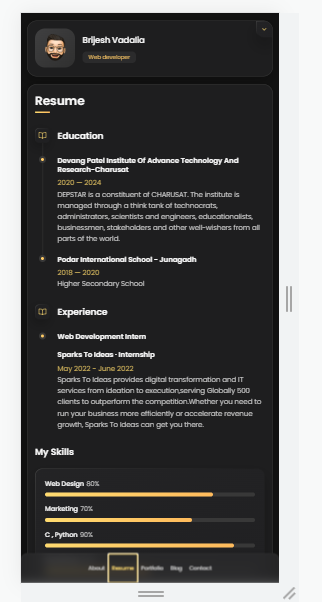 Brijesh Vadalia
Web developer
Resume
Education
Devang Patel Institute Of Advance Technology And
Research-Charusat
2020 — 2024
DEPSTAR is a constituent of CHARUSAT. The institute is
managed through a think tank of technocrats,
administrators, scientists and engineers, educationalists,
businessmen, stakeholders and other well-wishers from all
parts of the world.
Podar International School - Junagadh
2018 — 2020
Higher Secondary School
Experience
Web Development Intern
Sparks To Ideas · Internship
May 2022 - June 2022
Sparks To Ideas provides digital transformation and IT
services from ideation to execution,serving Globally 500
clients to outperform the competition.Whether you need to
run your business more efficiently or accelerate revenue
growth, Sparks To Ideas can get you there.
My Skills
Web Design 80%
Marketing 70%
C , Python 90%
About Resume Portfolio Blog Contact